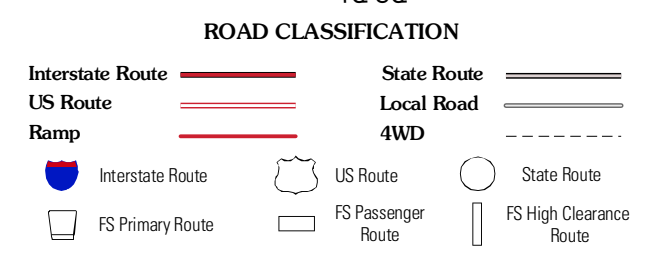 ROAD CLASSIFICATION
Interstate Route
State Route
US Route
Local Road
Ramp
4WD
Interstate Route
US Route
State Route
FS Primary Route
FS Passenger
Route
FS High Clearance
Route